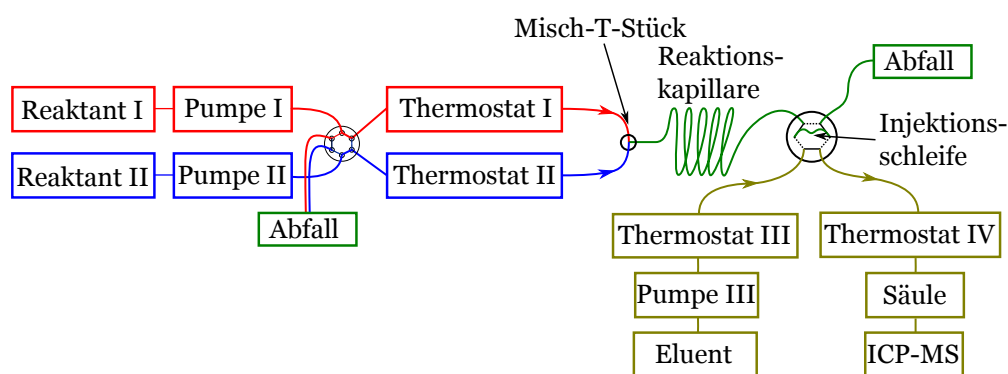 Misch-T-Stück
Reaktions-
kapillare
Abfall
Reaktant I
Pumpe I
Thermostat I
Injektions-
schleife
Reaktant II
Pumpe II
Thermostat II
Abfall
Thermostat III
Thermostat IV
Pumpe III
Säule
Eluent
ICP-MS